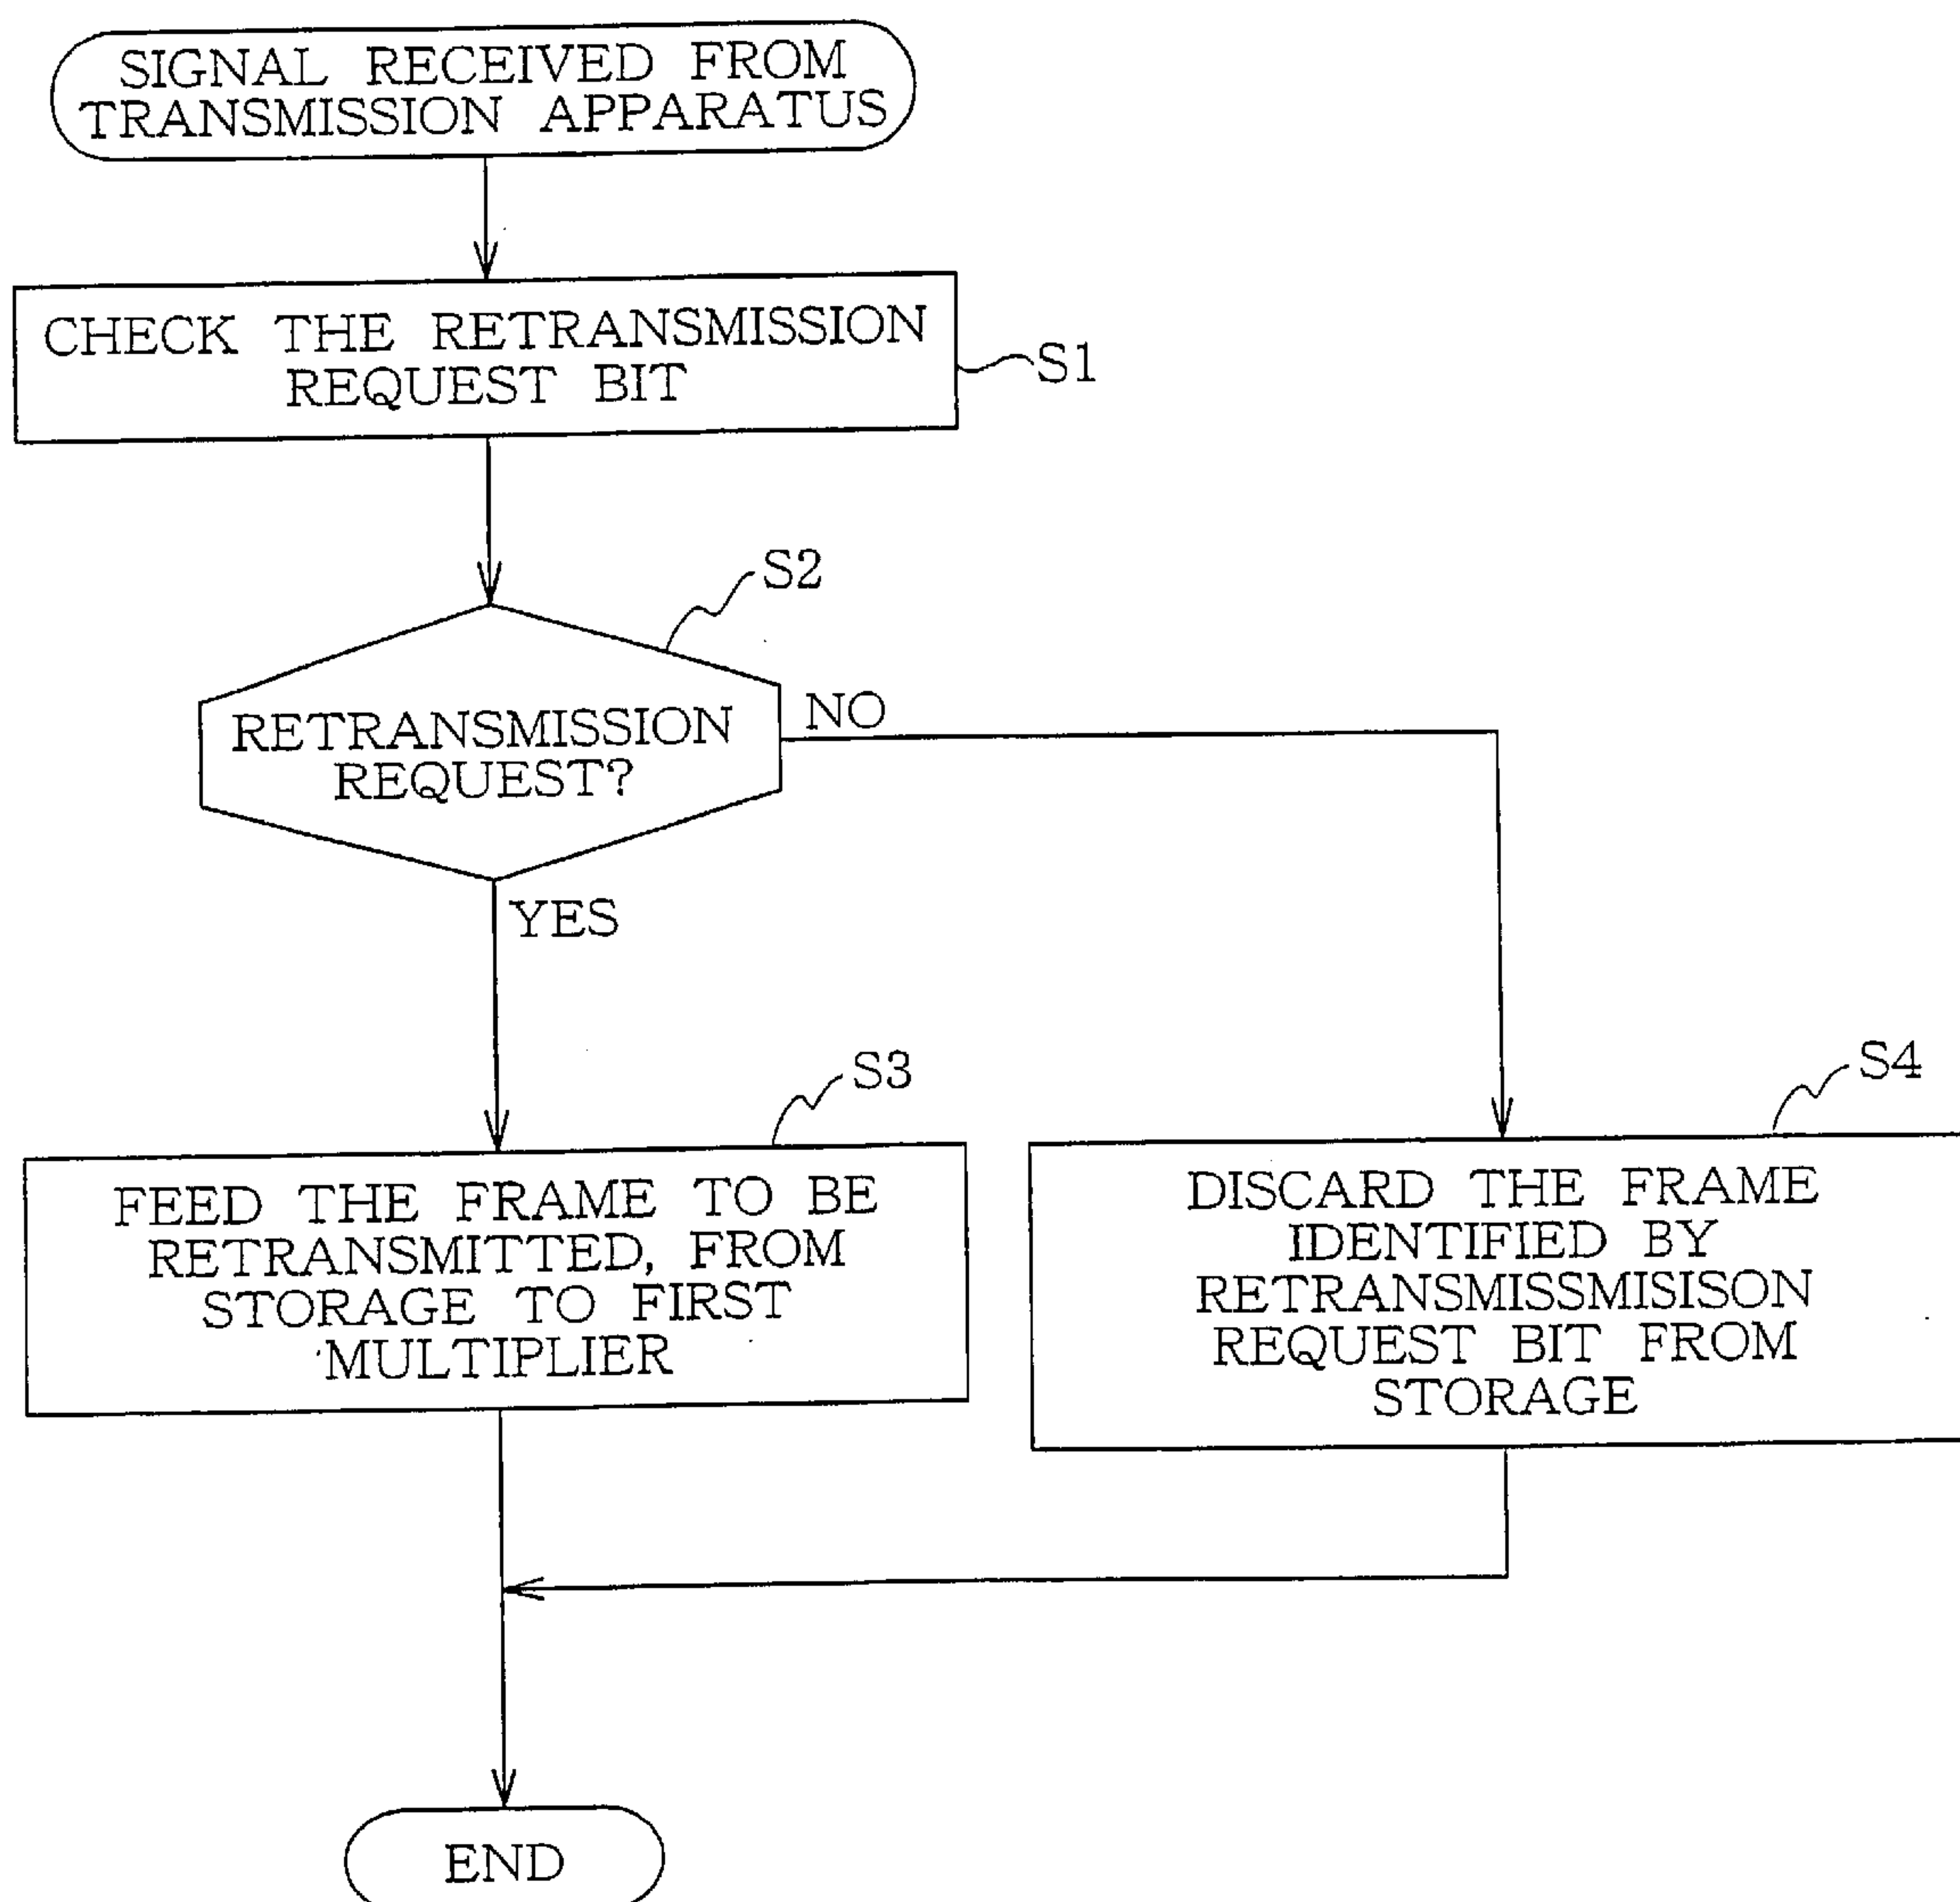 SIGNAL RECEIVED FROM
TRANSMISSION APPARATUS
CHECK THE RETRANSMISSION
REQUEST BIT
S1
S2
RETRANSMISSION
REQUEST?
NO
YES
S3
FEED THE FRAME TO BE
RETRANSMITTED, FROM
STORAGE TO FIRST
MULTIPLIER
S4
DISCARD THE FRAME
IDENTIFIED BY
RETRANSMISSMISISON
REQUEST BIT FROM
STORAGE
END